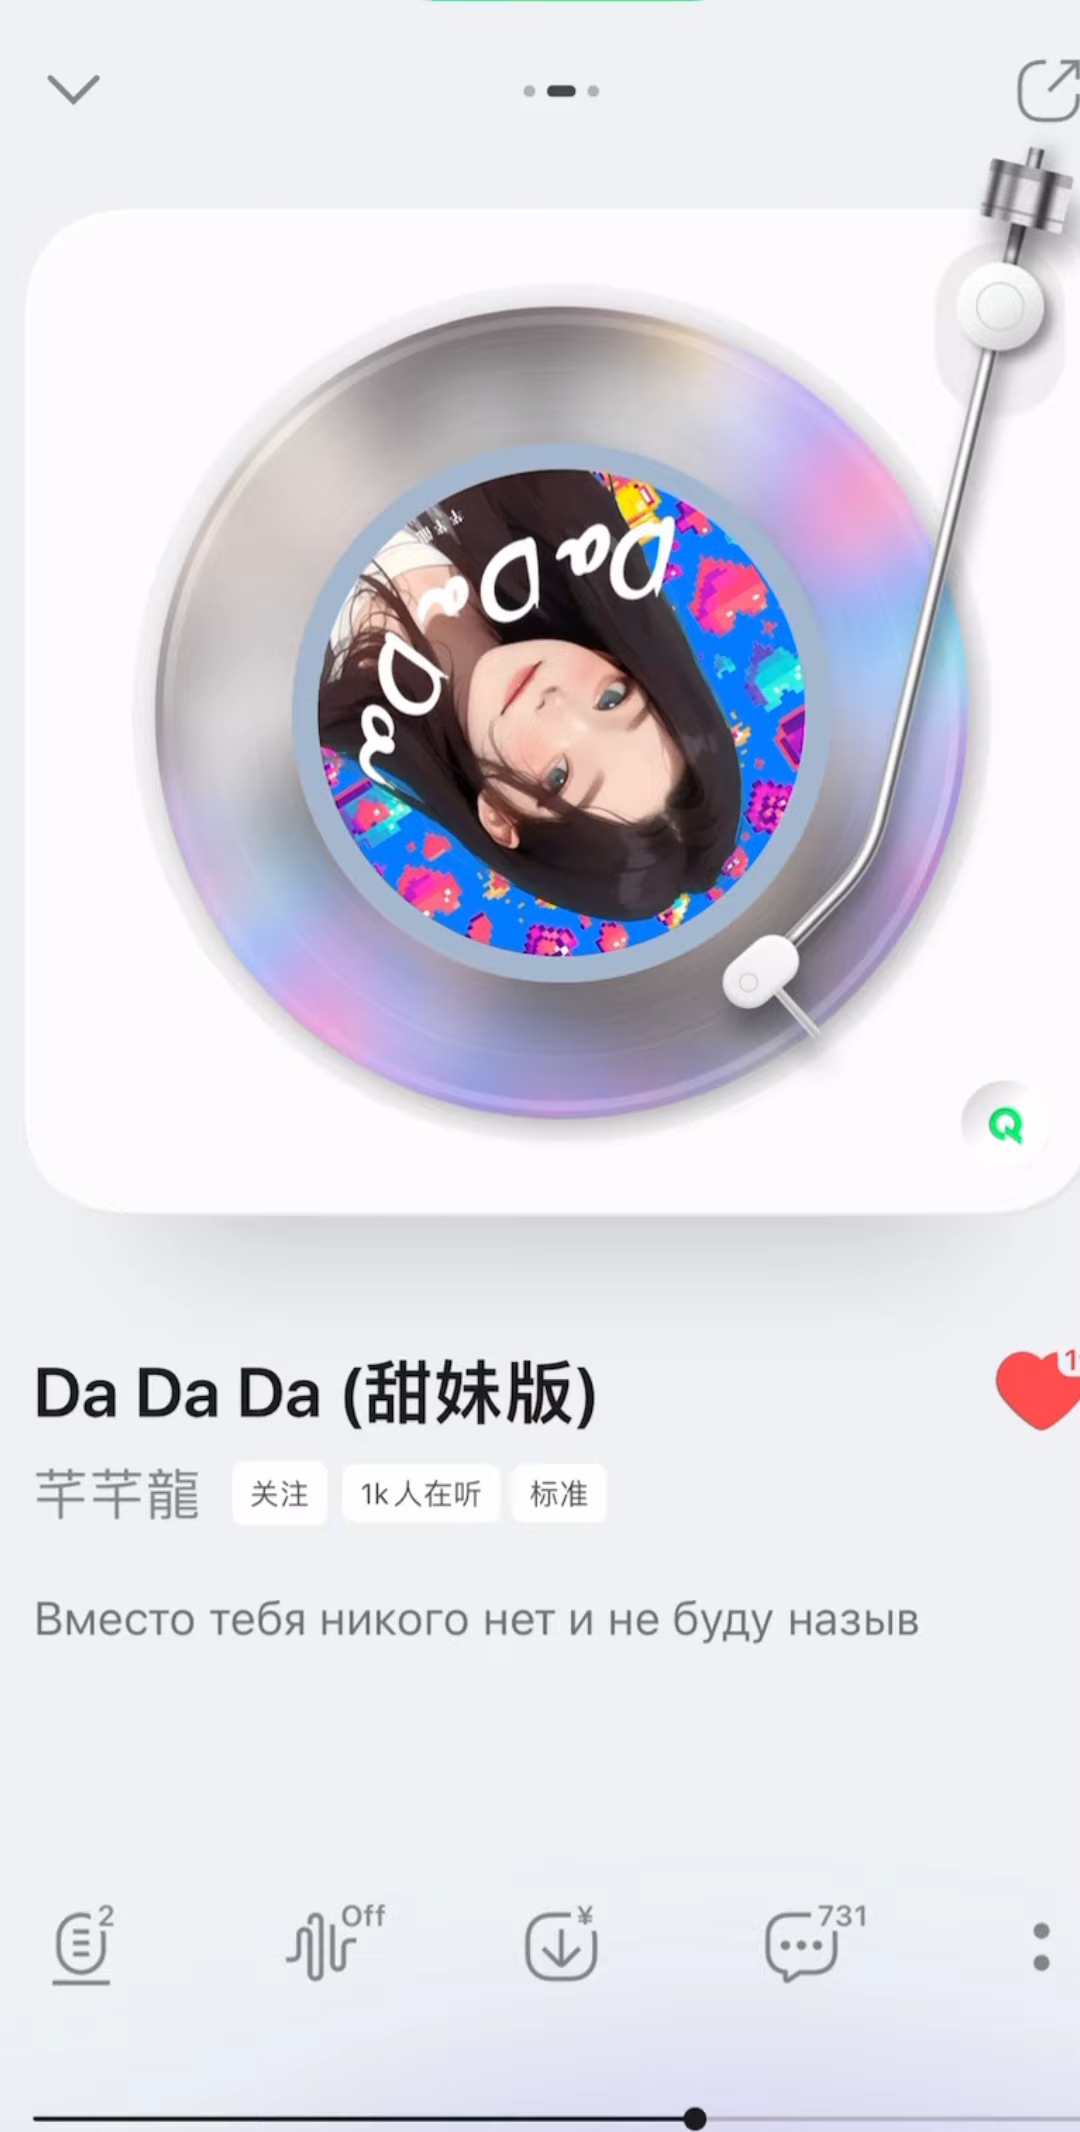 Da Da Da
Da Da Da (甜妹版)
芊芊龍 关注 1k人在听 标准
Вместо тебя никого нет и не буду назыв
2 Off ¥ 731